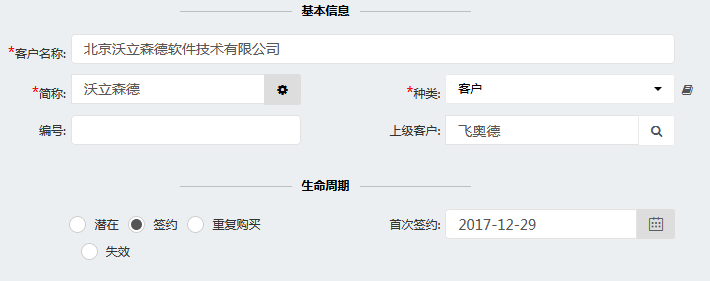 基本信息
*客户名称: 北京沃立森德软件技术有限公司
*简称: 沃立森德 *种类: 客户
编号: 上级客户: 飞奥德
生命周期
潜在 签约 重复购买 首次签约: 2017-12-29
失效